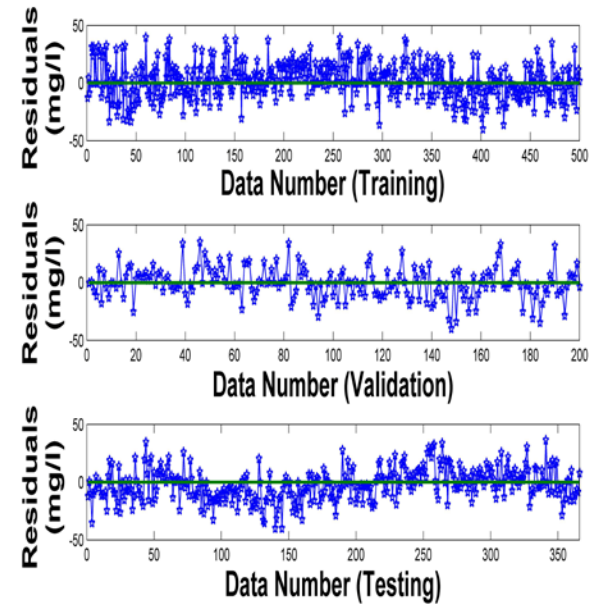 Residuals
(mg/l)
50
0
-50
0 50 100 150 200 250 300 350 400 450 500
Data Number (Training)
Residuals
(mg/l)
50
0
-50
0 20 40 60 80 100 120 140 160 180 200
Data Number (Validation)
Residuals
(mg/l)
50
0
-50
0 50 100 150 200 250 300 350
Data Number (Testing)